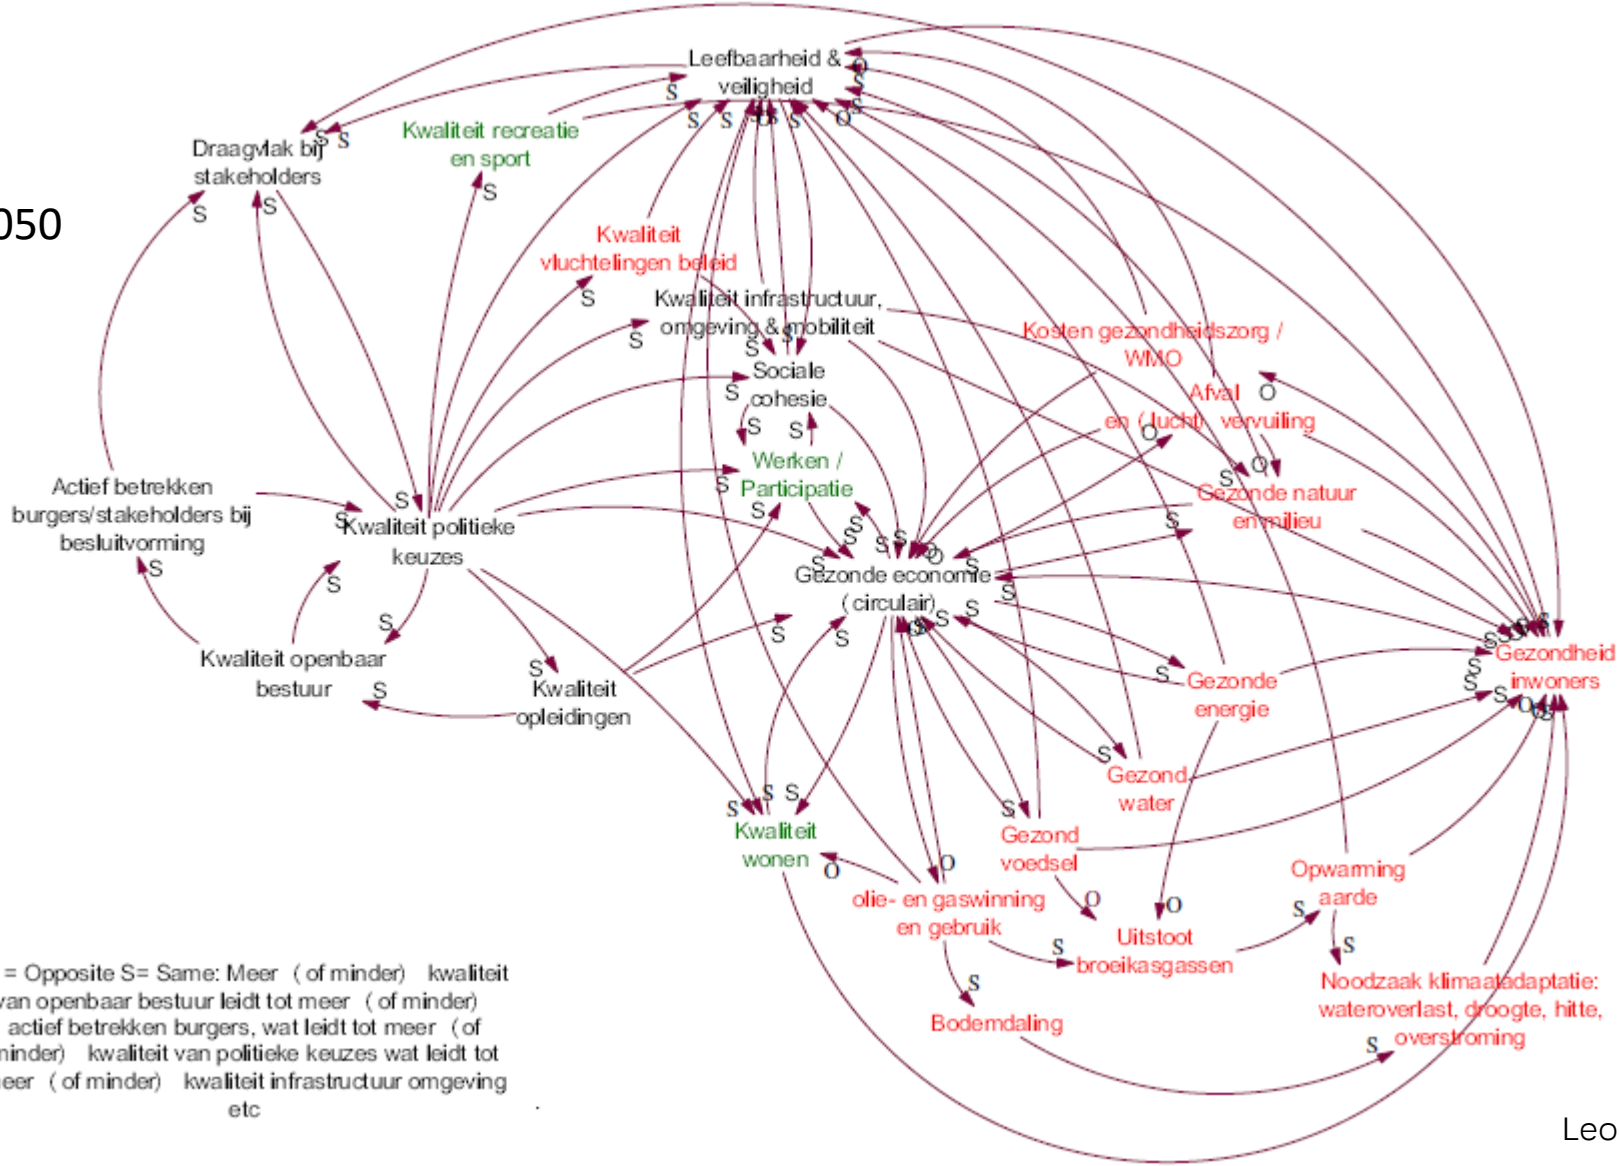 050
Leefbaarheid &
veiligheid
Kwaliteit recreatie
en sport
Draagvlak bij
stakeholders
Kwaliteit
vluchtelingen beleid
Kwaliteit infrastructuur,
omgeving & mobiliteit
Kosten gezondheidszorg /
WMO
Sociale
cohesie
Afval
en (lucht) vervuiling
Werken /
Participatie
Actief betrekken
burgers/stakeholders bij
besluitvorming
Kwaliteit politieke
keuzes
Gezonde natuur
en milieu
Gezonde economie
(circulair)
Kwaliteit openbaar
bestuur
Kwaliteit
opleidingen
Gezonde
energie
Gezondheid
inwoners
Gezond
water
Kwaliteit
wonen
Gezond
voedsel
olie- en gaswinning
en gebruik
Opwarming
aarde
Uitstoot
broeikasgassen
Bodemdaling
Noodzaak klimaatadaptatie:
wateroverlast, droogte, hitte,
overstroming
= Opposite S= Same: Meer (of minder) kwaliteit
van openbaar bestuur leidt tot meer (of minder)
actief betrekken burgers, wat leidt tot meer (of
minder) kwaliteit van politieke keuzes wat leidt tot
meer (of minder) kwaliteit infrastructuur omgeving
etc
Leo